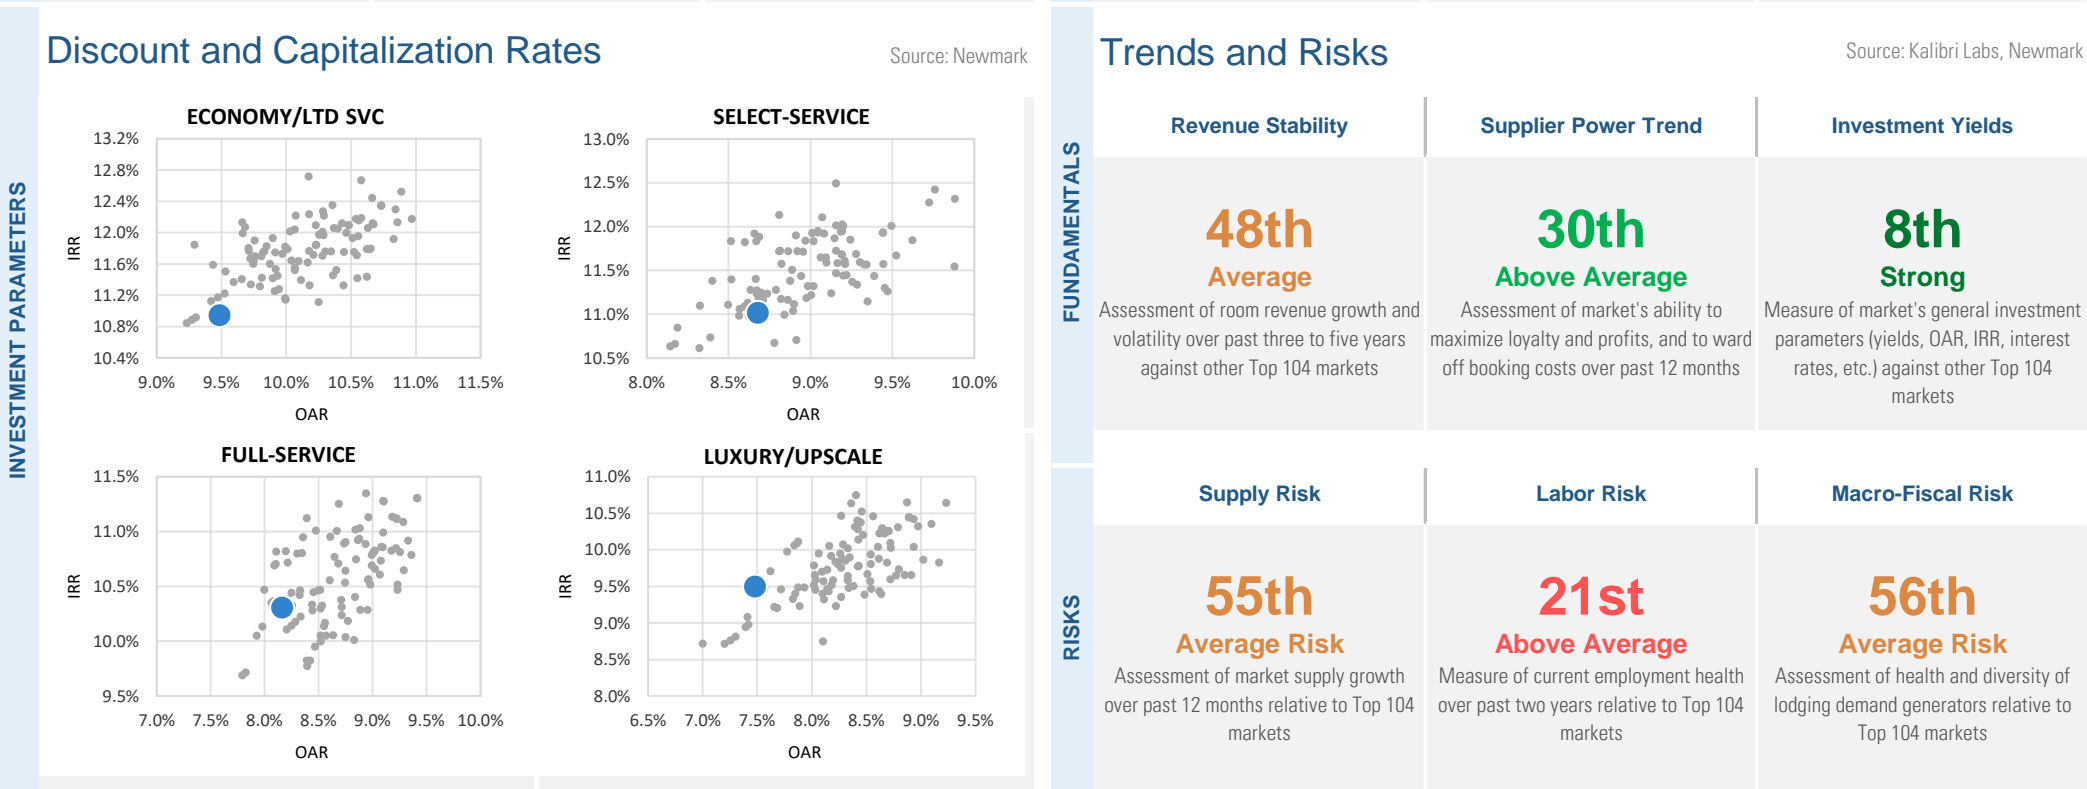 INVESTMENT PARAMETERS
Discount and Capitalization Rates
Source: Newmark
ECONOMY/LTD SVC
13.2%
12.8%
12.4%
12.0%
11.6%
11.2%
10.8%
10.4%
IRR
9.0% 9.5% 10.0% 10.5% 11.0% 11.5%
OAR
SELECT-SERVICE
13.0%
12.5%
12.0%
11.5%
11.0%
10.5%
IRR
8.0% 8.5% 9.0% 9.5% 10.0%
OAR
FULL-SERVICE
11.5%
11.0%
10.5%
10.0%
9.5%
IRR
7.0% 7.5% 8.0% 8.5% 9.0% 9.5% 10.0%
OAR
LUXURY/UPSCALE
11.0%
10.5%
10.0%
9.5%
9.0%
8.5%
8.0%
IRR
6.5% 7.0% 7.5% 8.0% 8.5% 9.0% 9.5%
OAR
Trends and Risks
Source: Kalibri Labs, Newmark
FUNDAMENTALS
Revenue Stability
48th
Average
Assessment of room revenue growth and
volatility over past three to five years
against other Top 104 markets
Supplier Power Trend
30th
Above Average
Assessment of market's ability to
maximize loyalty and profits, and to ward
off booking costs over past 12 months
Investment Yields
8th
Strong
Measure of market's general investment
parameters (yields, OAR, IRR, interest
rates, etc.) against other Top 104
markets
RISKS
Supply Risk
55th
Average Risk
Assessment of market supply growth
over past 12 months relative to Top 104
markets
Labor Risk
21st
Above Average
Measure of current employment health
over past two years relative to Top 104
markets
Macro-Fiscal Risk
56th
Average Risk
Assessment of health and diversity of
lodging demand generators relative to
Top 104 markets